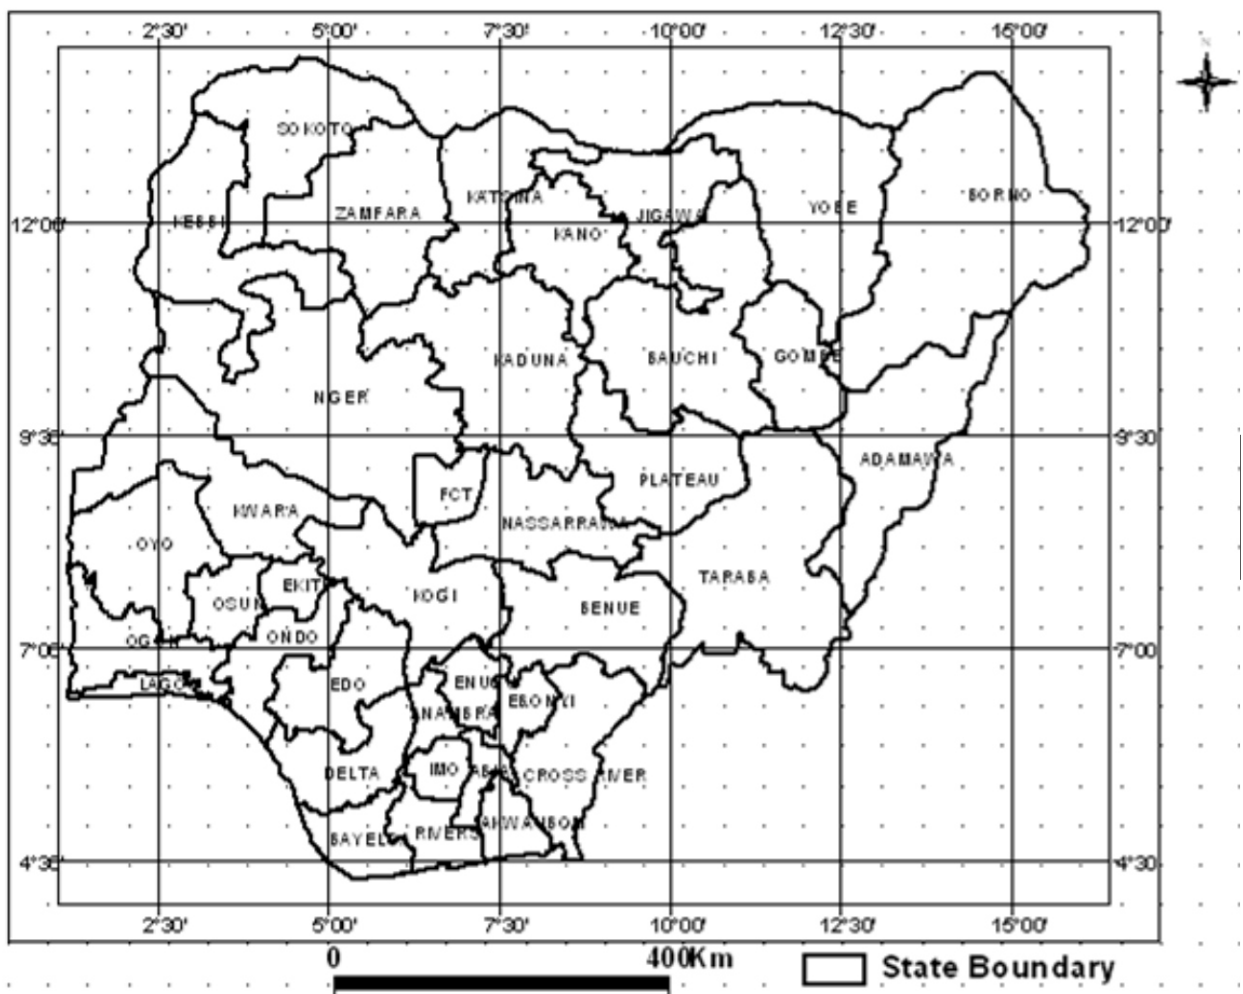 N
2°30' 5°00' 7°30' 10°00' 12°30' 15°00'
SOKOTO
KATSINA
BORNO
KEBBI ZAMFARA JIGAWA YOBE
12°00' 12°00'
KANO
KADUNA BAUCHI GOMBE
NGER
9°30' 9°30'
ADAMAWA
FCT PLATEAU
KWARA NASSARRAWA
OYO
TARABA
EKITI
OSUN KOGI BENUE
OGUN ONDO
7°00' 7°00'
LAGOS EDO ENUGU
EBONYI
ANAMBRA
DELTA IMO ABIA CROSS RIVER
AKWAIBOM
BAYELSA RIVERS
4°30' 4°30'
2°30' 5°00' 7°30' 10°00' 12°30' 15°00'
0 400Km
State Boundary